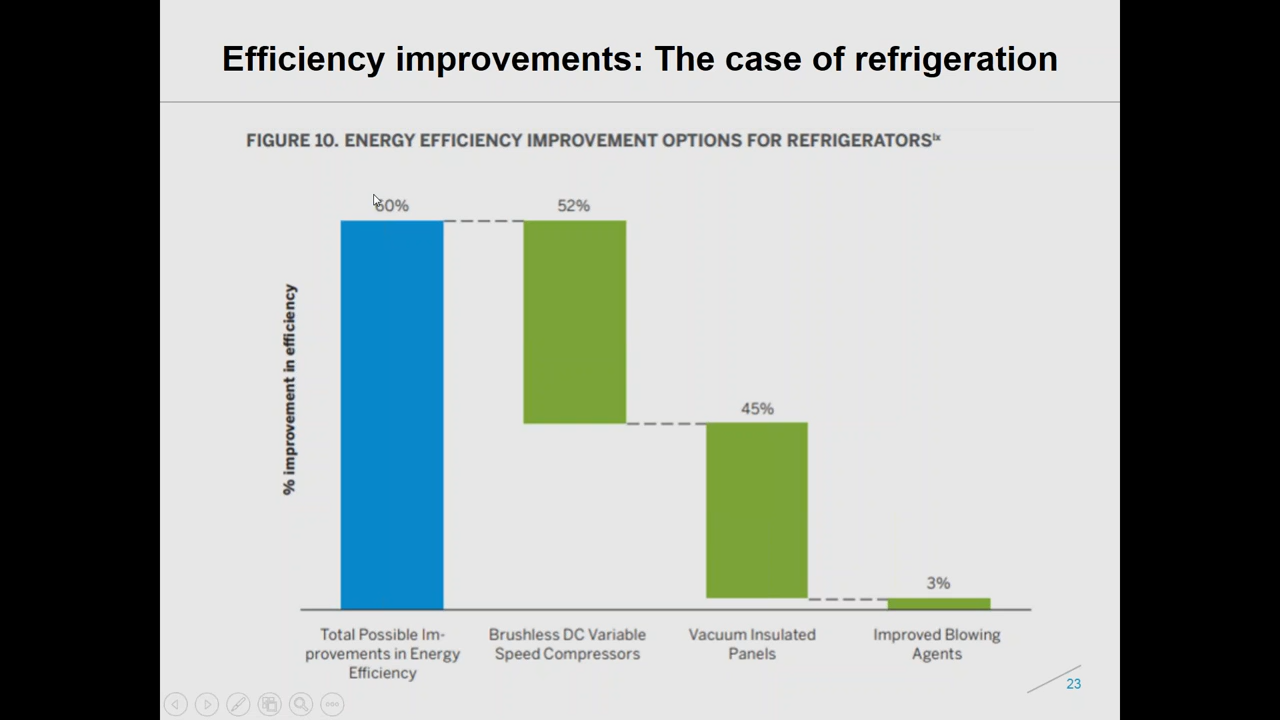 Efficiency improvements: The case of refrigeration
FIGURE 10. ENERGY EFFICIENCY IMPROVEMENT OPTIONS FOR REFRIGERATORSix
60%
52%
45%
3%
% improvement in efficiency
Total Possible Im-
provements in Energy
Efficiency
Brushless DC Variable
Speed Compressors
Vacuum Insulated
Panels
Improved Blowing
Agents
23